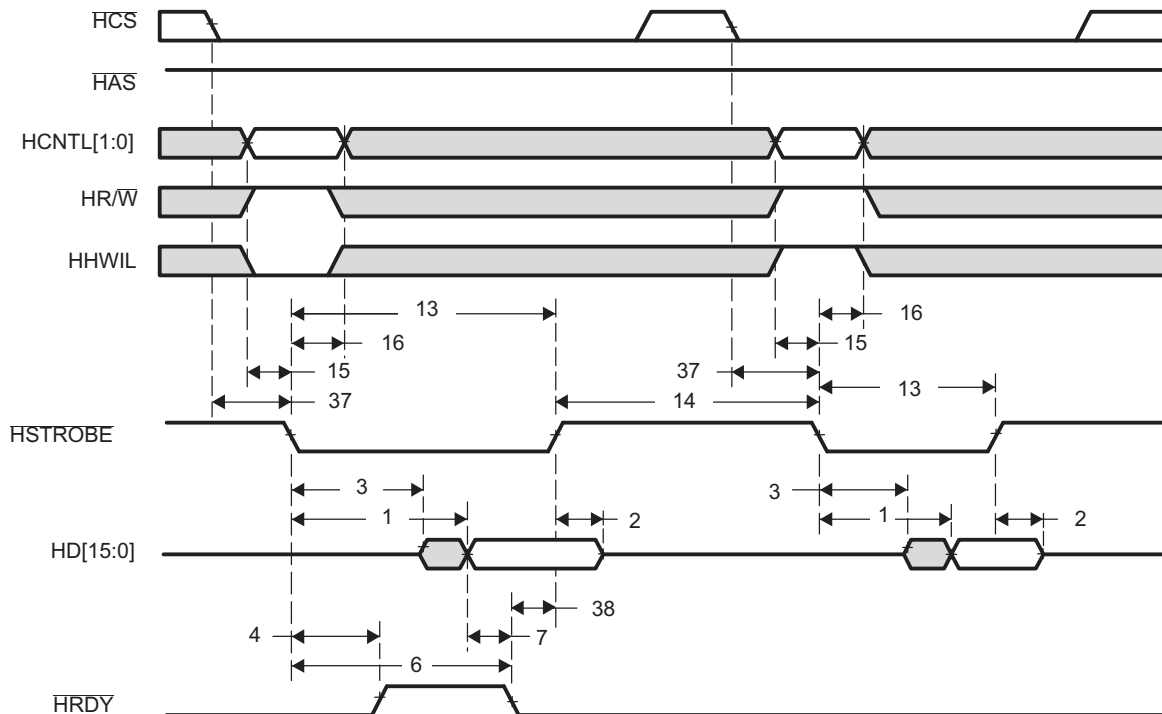 HCS
HAS
HCNTL[1:0]
HR/W
HHWIL
13
16
16
15
15
37
37
13
14
HSTROBE
3
3
1
2
1
2
HD[15:0]
38
4
7
6
HRDY